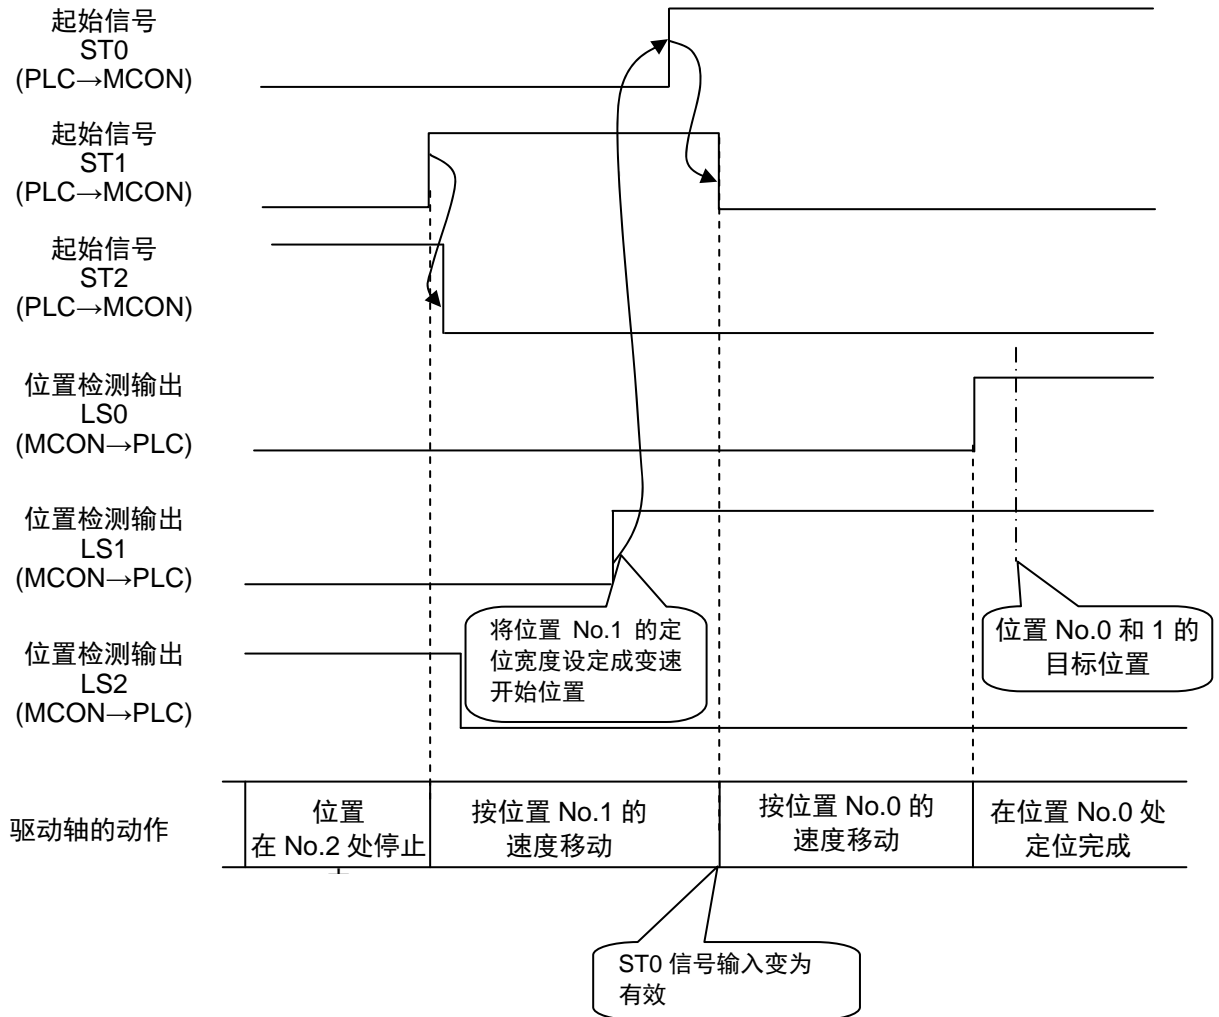 起始信号
ST0
(PLC→MCON)
起始信号
ST1
(PLC→MCON)
起始信号
ST2
(PLC→MCON)
位置检测输出
LS0
(MCON→PLC)
位置检测输出
LS1
(MCON→PLC)
将位置 No.1 的定
位宽度设定成变速
开始位置
位置 No.0 和 1 的
目标位置
位置检测输出
LS2
(MCON→PLC)
驱动轴的动作
位置
在 No.2 处停止
按位置 No.1 的
速度移动
按位置 No.0 的
速度移动
在位置 No.0 处
定位完成
ST0 信号输入变为
有效